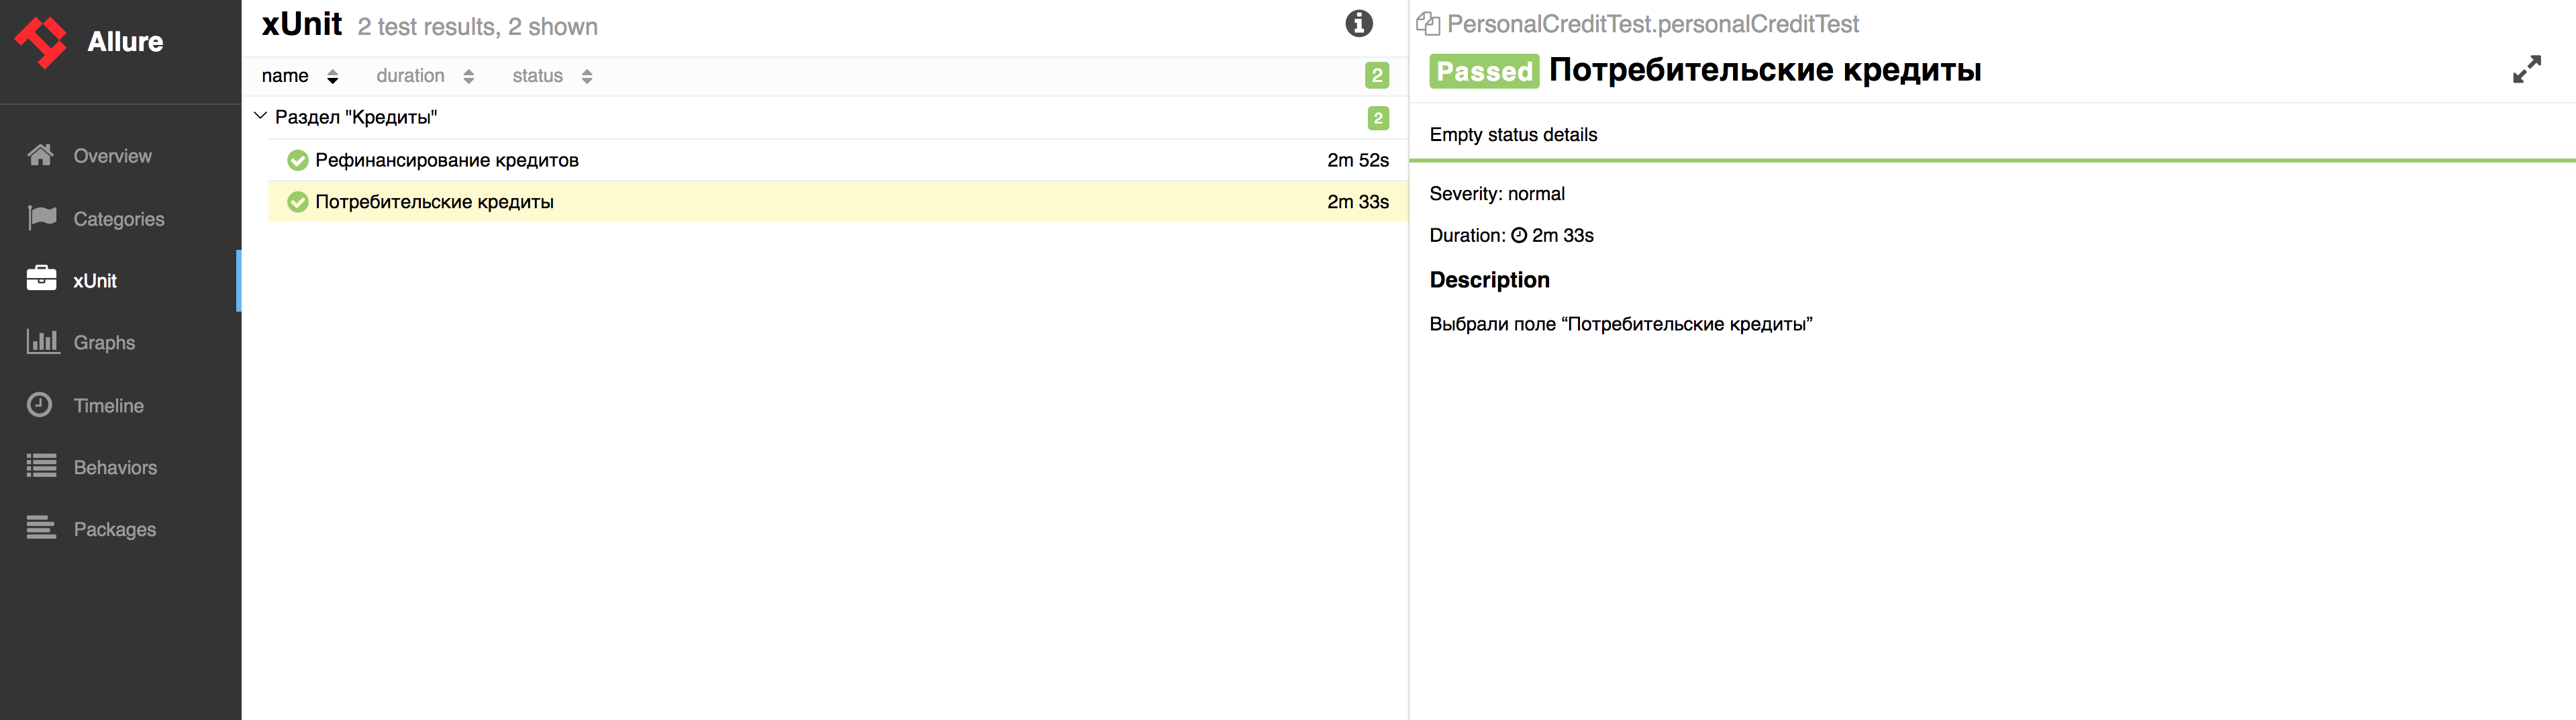 Allure
Overview
Categories
xUnit
Graphs
Timeline
Behaviors
Packages
xUnit 2 test results, 2 shown
name duration status 2
Раздел "Кредиты" 2
Рефинансирование кредитов 2m 52s
Потребительские кредиты 2m 33s
PersonalCreditTest.personalCreditTest
Passed Потребительские кредиты
Empty status details
Severity: normal
Duration: 2m 33s
Description
Выбрали поле “Потребительские кредиты”